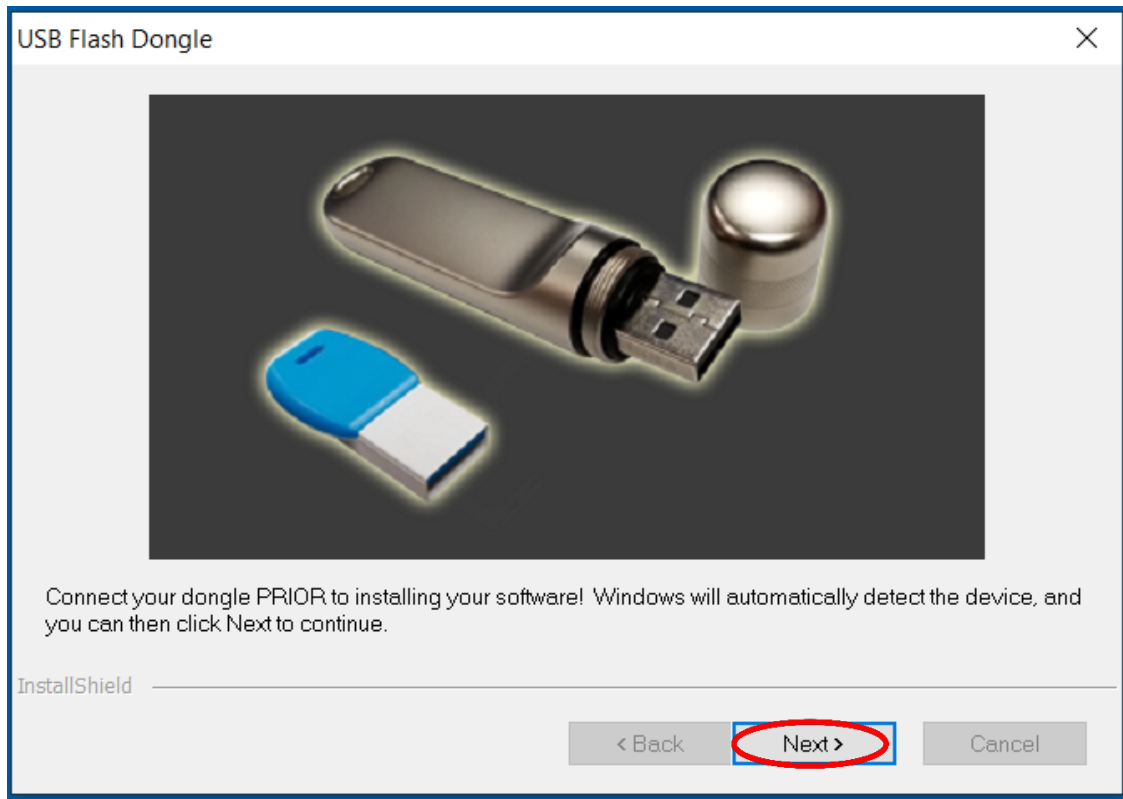 USB Flash Dongle
Connect your dongle PRIOR to installing your software! Windows will automatically detect the device, and
you can then click Next to continue.
InstallShield
< Back Next > Cancel